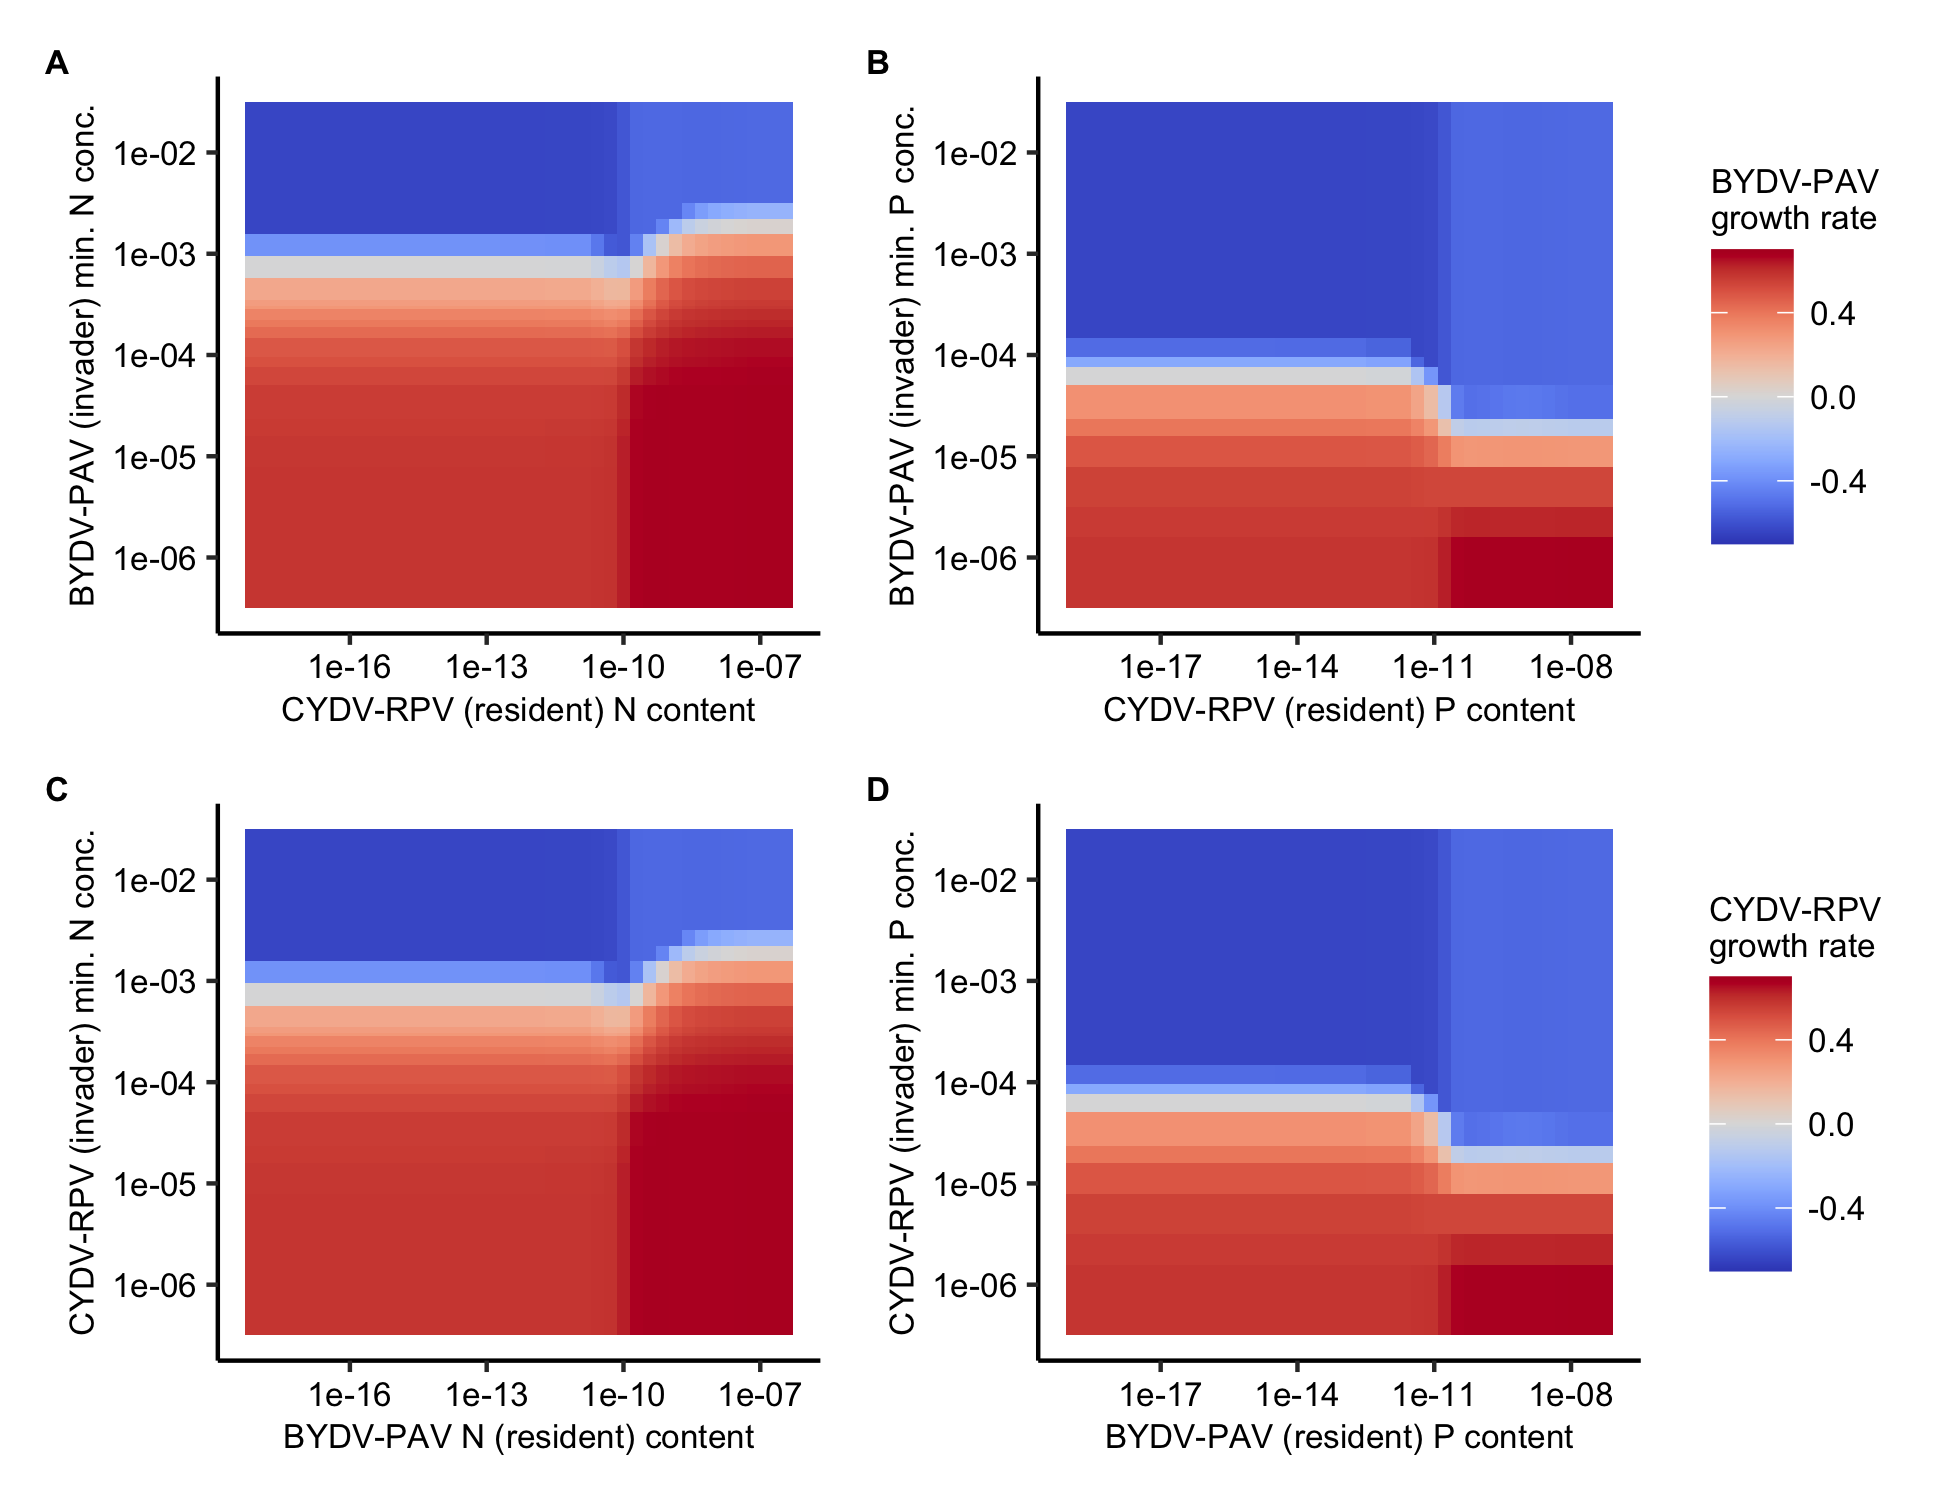 A
BYDV-PAV (invader) min. N conc.
1e-02
1e-03
1e-04
1e-05
1e-06
1e-16
1e-13
1e-10
1e-07
CYDV-RPV (resident) N content
B
BYDV-PAV (invader) min. P conc.
1e-02
1e-03
1e-04
1e-05
1e-06
1e-17
1e-14
1e-11
1e-08
CYDV-RPV (resident) P content
BYDV-PAV
growth rate
0.4
0.0
-0.4
C
CYDV-RPV (invader) min. N conc.
1e-02
1e-03
1e-04
1e-05
1e-06
1e-16
1e-13
1e-10
1e-07
BYDV-PAV N (resident) content
D
CYDV-RPV (invader) min. P conc.
1e-02
1e-03
1e-04
1e-05
1e-06
1e-17
1e-14
1e-11
1e-08
BYDV-PAV (resident) P content
CYDV-RPV
growth rate
0.4
0.0
-0.4